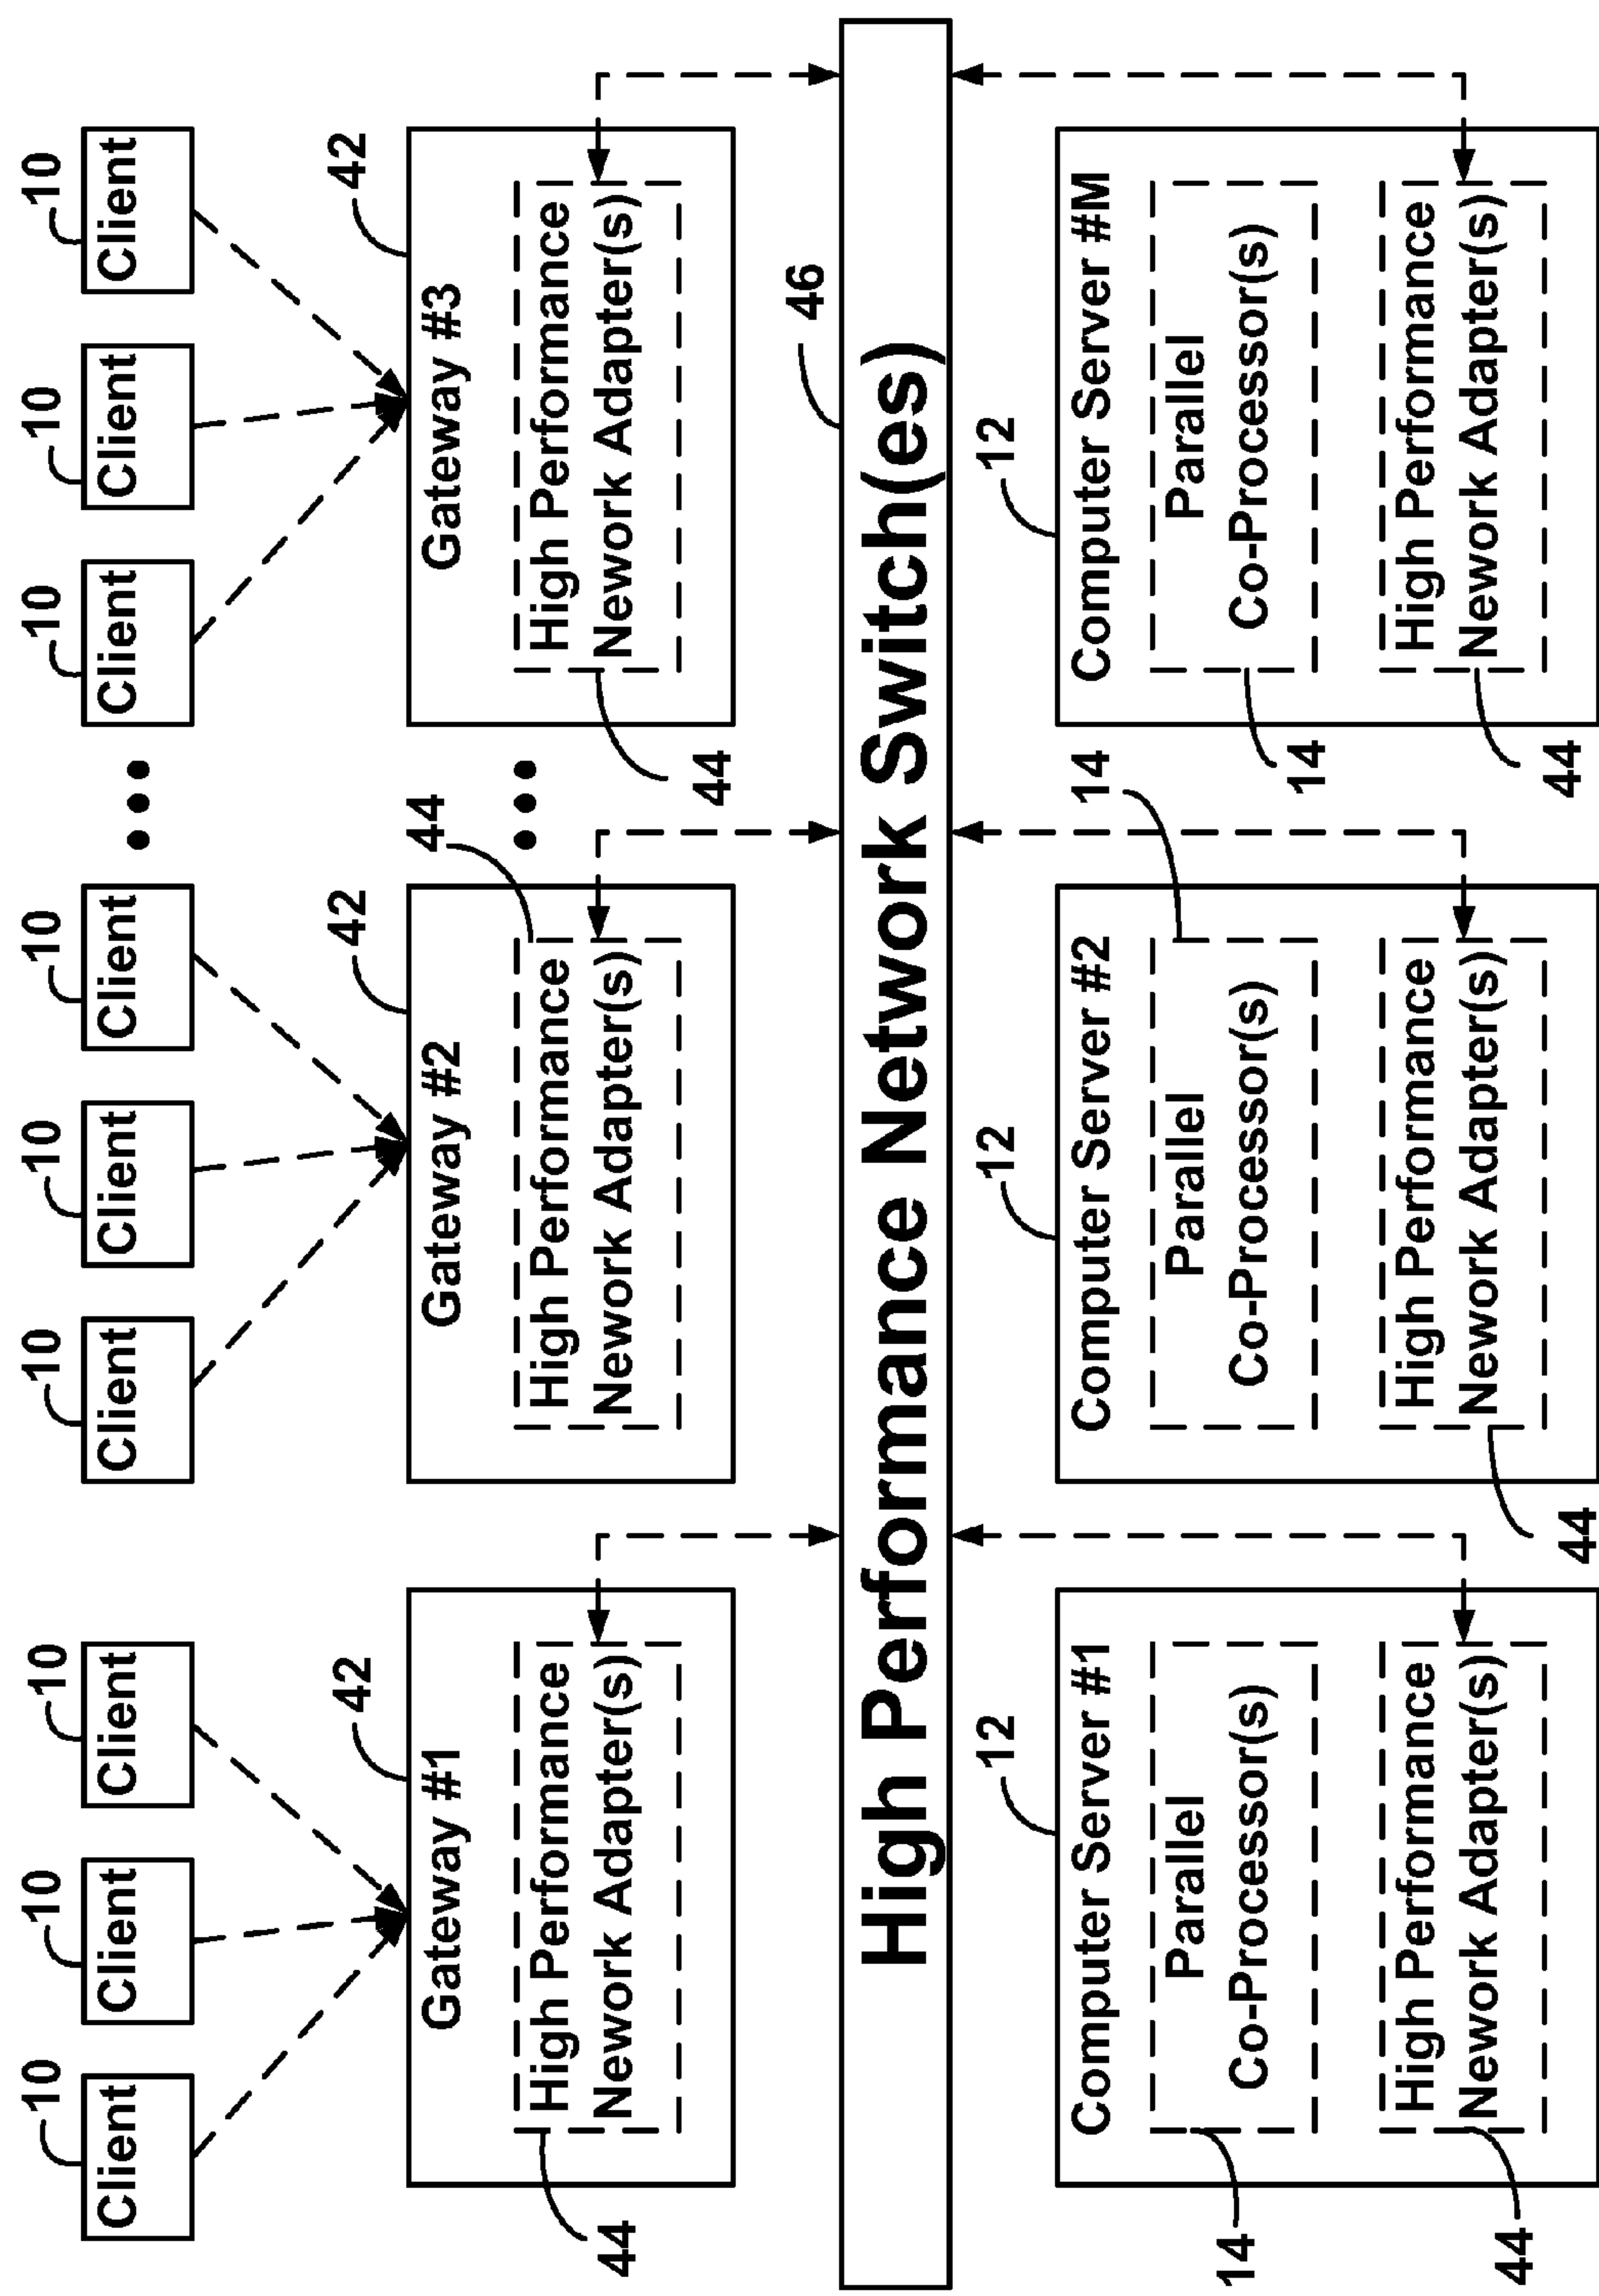 10
10
10
10
10
10
10
10
10
Client
Client
Client
Client
Client
Client
Client
Client
Client
42
42
42
Gateway #1
Gateway #2
44
Gateway #3
High Performance
Nework Adapter(s)
High Performance
Nework Adapter(s)
High Performance
Nework Adapter(s)
44
44
46
High Performance Network Switch(es)
12
12
12
Computer Server #1
Computer Server #2
14
Computer Server #M
Parallel
Co-Processor(s)
Parallel
Co-Processor(s)
Parallel
Co-Processor(s)
14
14
High Performance
Nework Adapter(s)
High Performance
Nework Adapter(s)
High Performance
Nework Adapter(s)
44
44
44